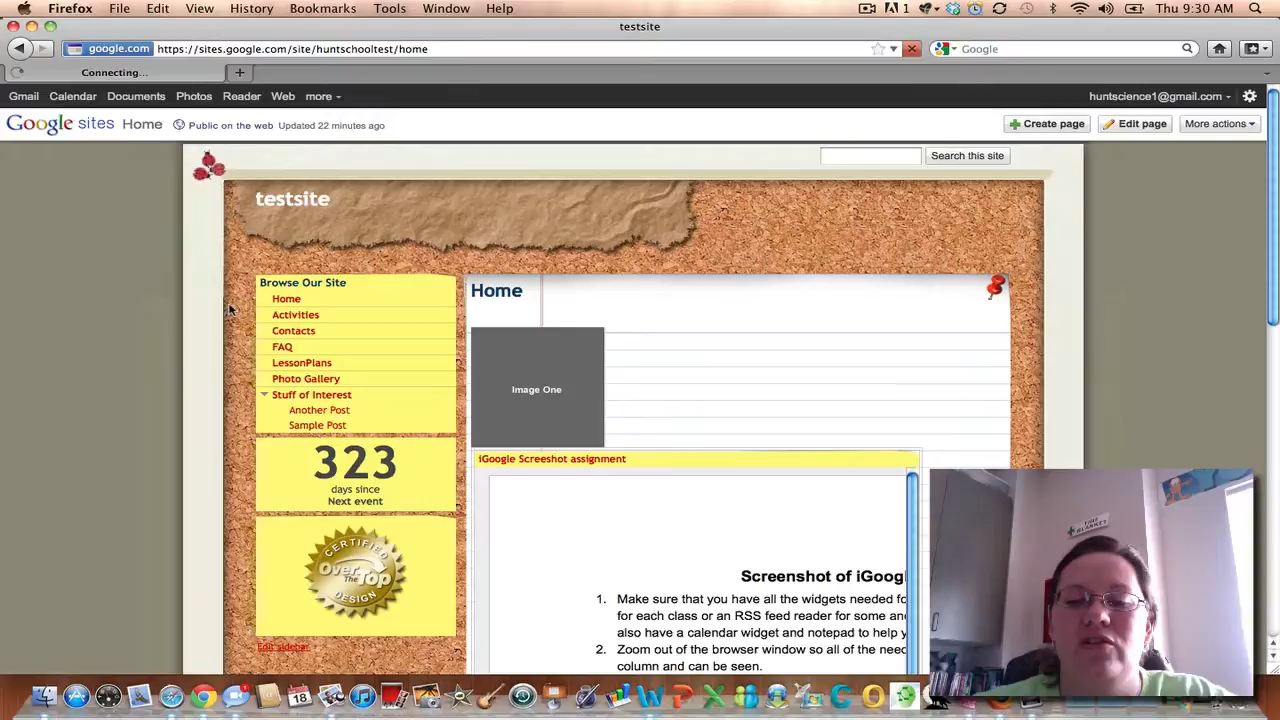 Firefox File Edit View History Bookmarks Tools Window Help 1 Thu 9:30 AM
testsite
google.com https://sites.google.com/site/huntschooltest/home Google
Connecting...
Gmail Calendar Documents Photos Reader Web more huntscience1@gmail.com
Google sites Home Public on the web Updated 22 minutes ago Create page Edit page More actions
Search this site
testsite
Browse Our Site
Home
Activities
Contacts
FAQ
LessonPlans
Photo Gallery
Stuff of Interest
Another Post
Sample Post
323
days since
Next event
CERTIFIED
Over The Top
DESIGN
Edit sidebar
Home
Image One
iGoogle Screeshot assignment
Screenshot of iGoogl
1. Make sure that you have all the widgets needed fo
for each class or an RSS feed reader for some an
also have a calendar widget and notepad to help y
2. Zoom out of the browser window so all of the nee
column and can be seen.
BLANKET